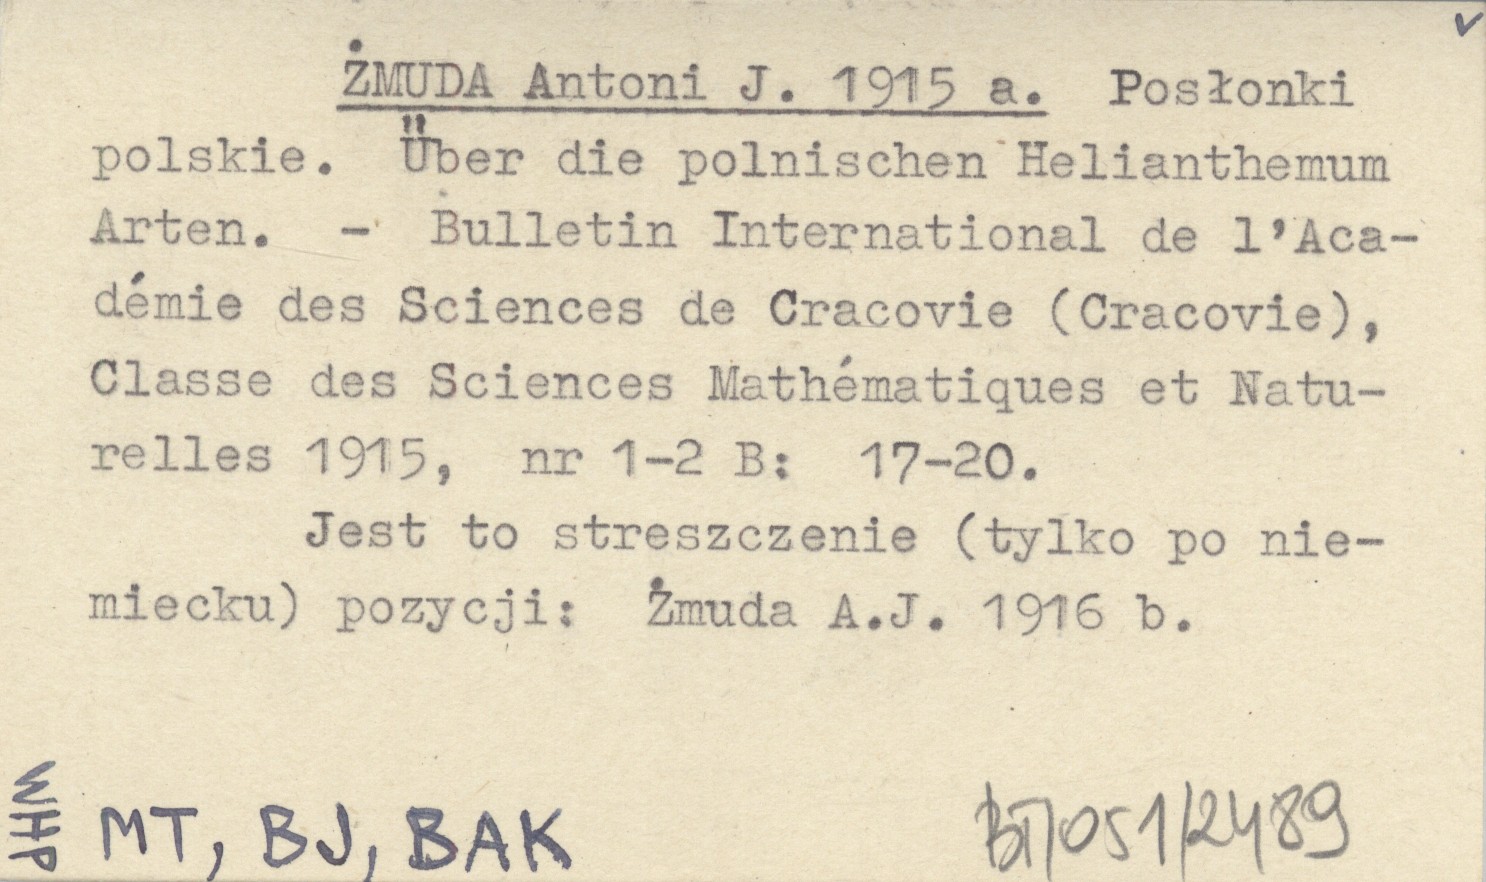 ŻMUDA Antoni J. 1915 a. Posłonki
polskie. Über die polnischen Helianthemum
Arten. - Bulletin International de l'Aca-
démie des Sciences de Cracovie (Cracovie),
Classe des Sciences Mathématiques et Natu-
relles 1915, nr 1-2 B: 17-20.
Jest to streszczenie (tylko po nie-
miecku) pozycji: Żmuda A.J. 1916 b.
WHP
MT, BJ, BAK